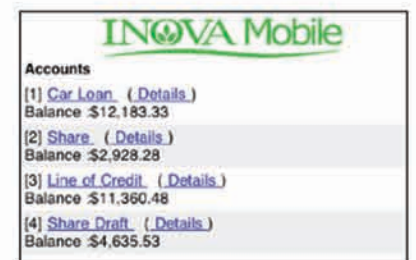 INOVA Mobile
Accounts
[1] Car Loan ( Details )
Balance :$12,183.33
[2] Share ( Details )
Balance :$2,928.28
[3] Line of Credit ( Details )
Balance :$11,360.48
[4] Share Draft ( Details )
Balance :$4,635.53